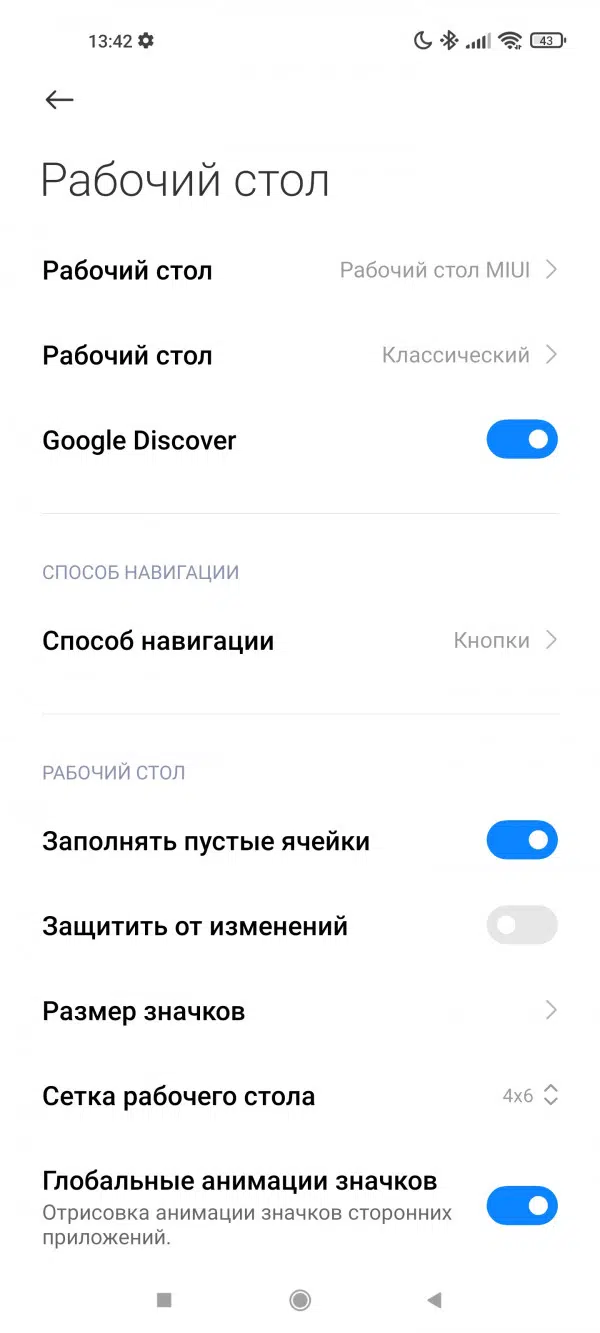 13:42
43
Рабочий стол
Рабочий стол Рабочий стол MIUI
Рабочий стол Классический
Google Discover
СПОСОБ НАВИГАЦИИ
Способ навигации Кнопки
РАБОЧИЙ СТОЛ
Заполнять пустые ячейки
Защитить от изменений
Размер значков
Сетка рабочего стола 4x6
Глобальные анимации значков
Отрисовка анимации значков сторонних
приложений.